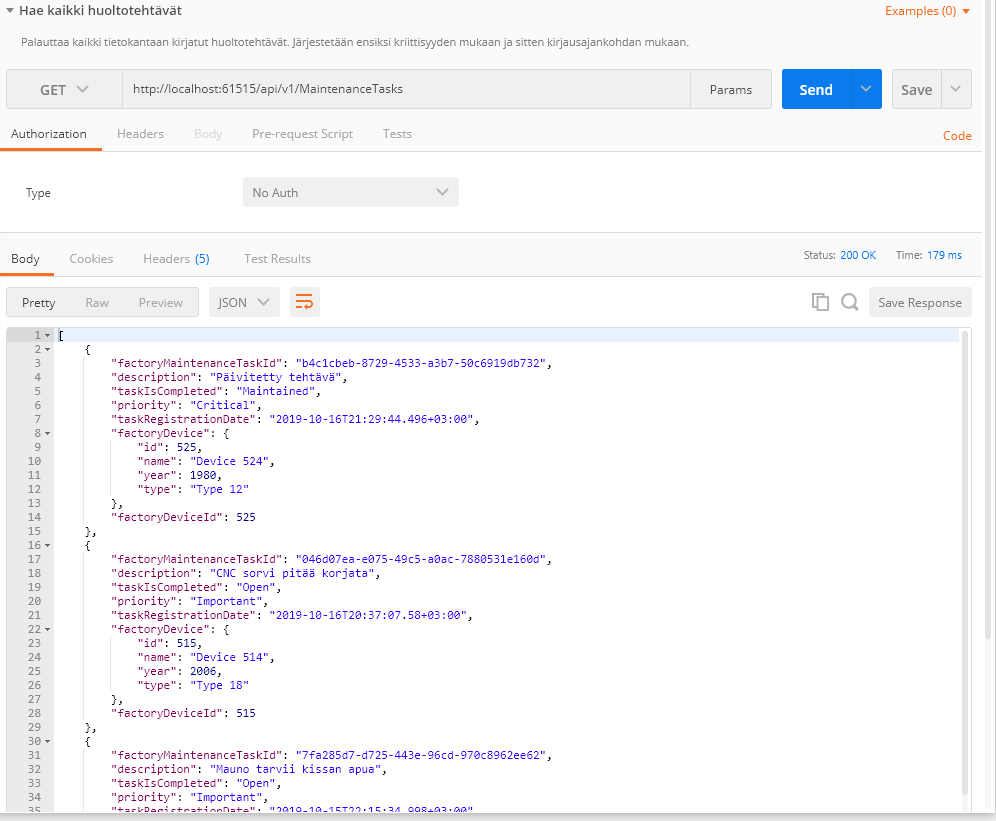 Hae kaikki huoltotehtävät
Examples (0)
Palauttaa kaikki tietokantaan kirjatut huoltotehtävät. Järjestetään ensiksi kriittisyyden mukaan ja sitten kirjausajankohdan mukaan.
GET http://localhost:61515/api/v1/MaintenanceTasks Params Send Save
Authorization Headers Body Pre-request Script Tests Code
Type No Auth
Body Cookies Headers (5) Test Results Status: 200 OK Time: 179 ms
Pretty Raw Preview JSON Save Response
1 [
2 {
3 "factoryMaintenanceTaskId": "b4c1cbeb-8729-4533-a3b7-50c6919db732",
4 "description": "Päivitetty tehtävä",
5 "taskIsCompleted": "Maintained",
6 "priority": "Critical",
7 "taskRegistrationDate": "2019-10-16T21:29:44.496+03:00",
8 "factoryDevice": {
9 "id": 525,
10 "name": "Device 524",
11 "year": 1980,
12 "type": "Type 12"
13 },
14 "factoryDeviceId": 525
15 },
16 {
17 "factoryMaintenanceTaskId": "046d07ea-e075-49c5-a0ac-7880531e160d",
18 "description": "CNC sorvi pitää korjata",
19 "taskIsCompleted": "Open",
20 "priority": "Important",
21 "taskRegistrationDate": "2019-10-16T20:37:07.58+03:00",
22 "factoryDevice": {
23 "id": 515,
24 "name": "Device 514",
25 "year": 2006,
26 "type": "Type 18"
27 },
28 "factoryDeviceId": 515
29 },
30 {
31 "factoryMaintenanceTaskId": "7fa285d7-d725-443e-96cd-970c8962ee62",
32 "description": "Mauno tarvii kissan apua",
33 "taskIsCompleted": "Open",
34 "priority": "Important",
35 "taskRegistrationDate": "2019-10-15T22:15:34.998+03:00",